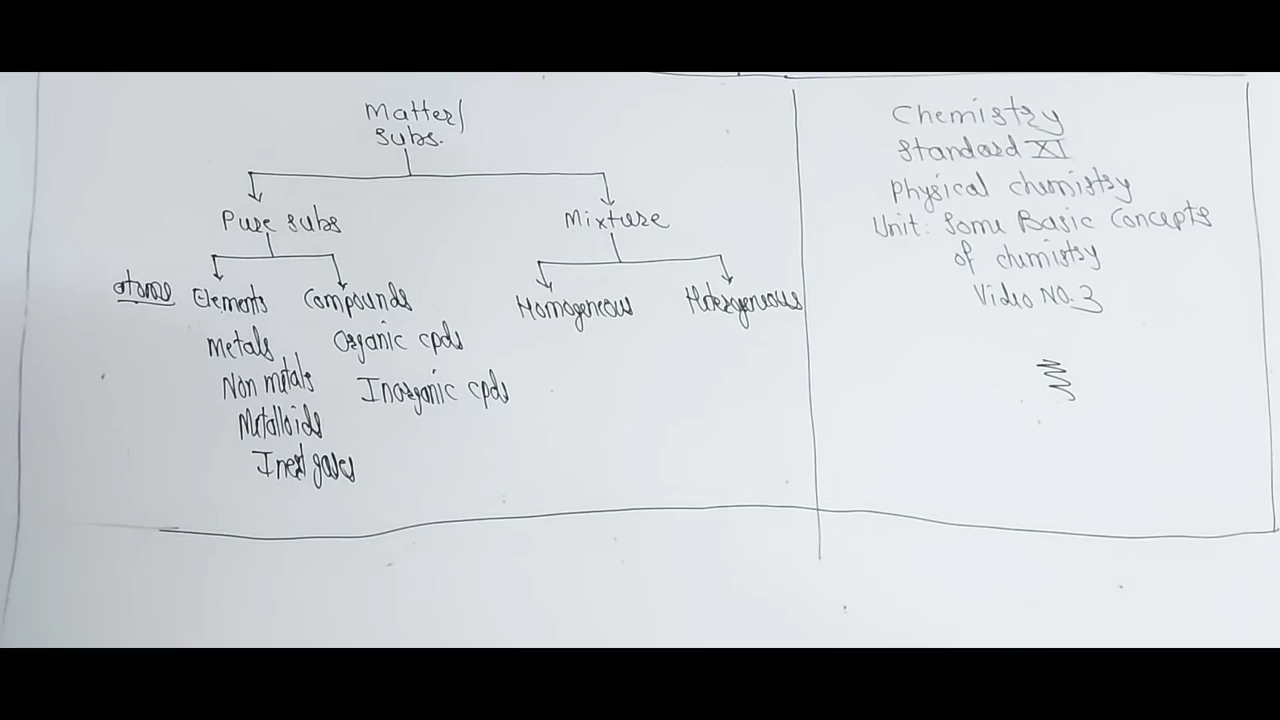 Matter/
subs.
Pure subs
Mixture
atoms
Elements
Compounds
Homogeneous
Heterogeneous
Metals
Organic cpds
Non metals
Inorganic cpds
Metalloids
Inert gases
Chemistry
Standard XI
Physical chemistry
Unit: Some Basic Concepts
of chemistry
Video NO. 3